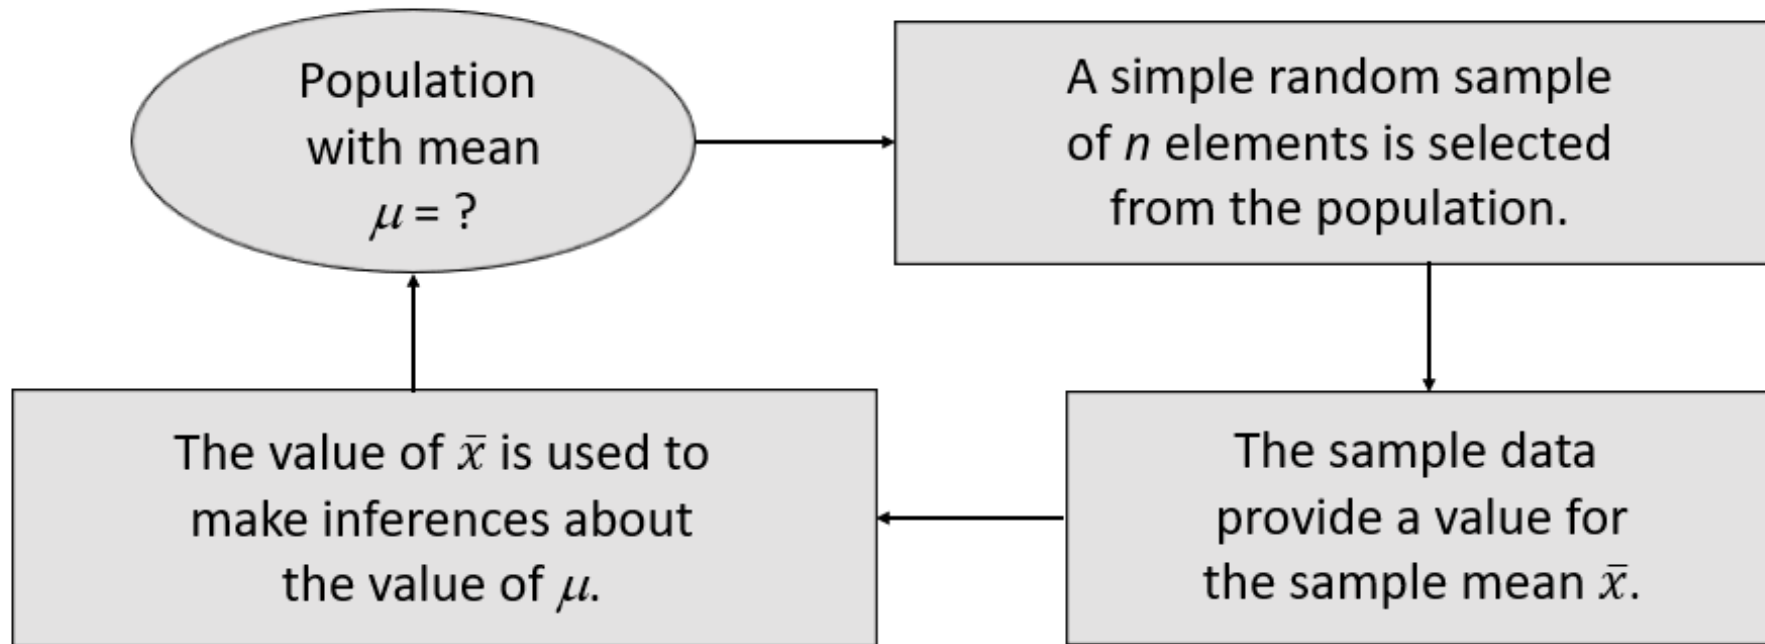 Population
with mean
μ = ?
A simple random sample
of n elements is selected
from the population.
The sample data
provide a value for
the sample mean x̄.
The value of x̄ is used to
make inferences about
the value of μ.